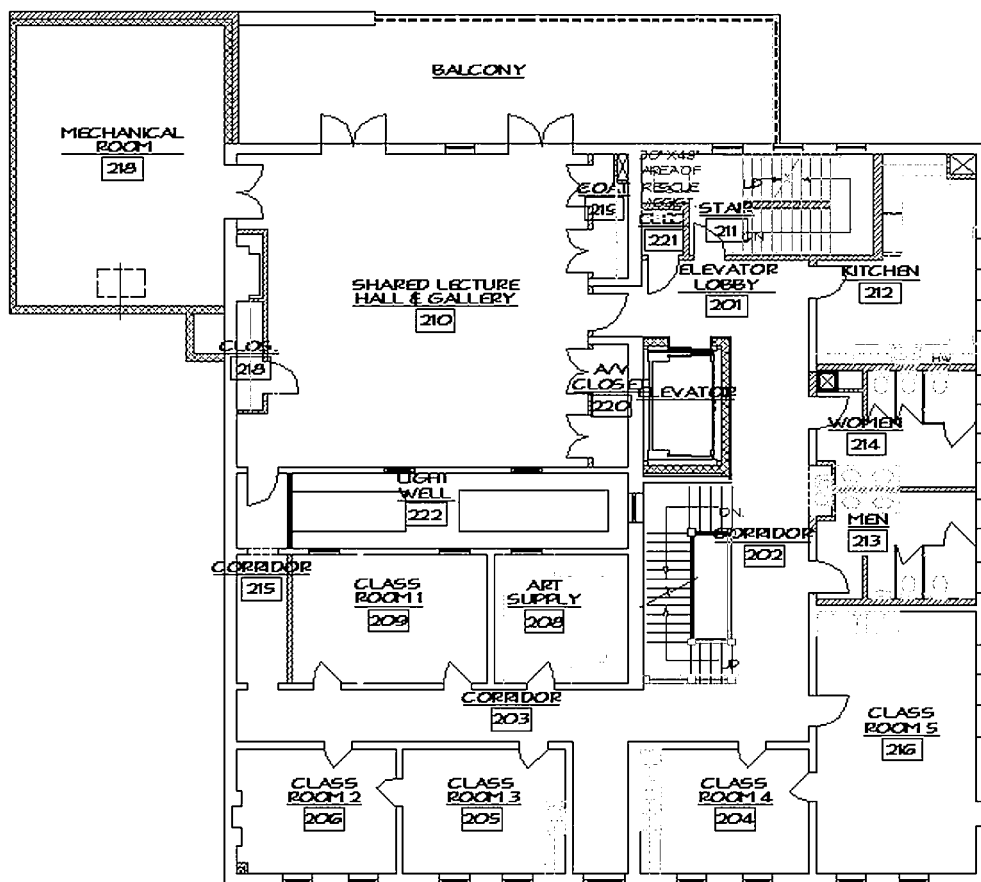 BALCONY
MECHANICAL
ROOM
218
30" X 48"
AREA OF
RESCUE
ASSIST
COAT
219
UP
STAIR
211
DN.
221
ELEVATOR
LOBBY
201
KITCHEN
212
SHARED LECTURE
HALL & GALLERY
210
CLOS.
218
A/V
CLOSET
220
ELEVATOR
WOMEN
214
LIGHT
WELL
222
DN.
CORRIDOR
202
MEN
213
CORRIDOR
215
CLASS
ROOM 1
209
ART
SUPPLY
208
UP
CORRIDOR
203
CLASS
ROOM 5
216
CLASS
ROOM 2
206
CLASS
ROOM 3
205
CLASS
ROOM 4
204